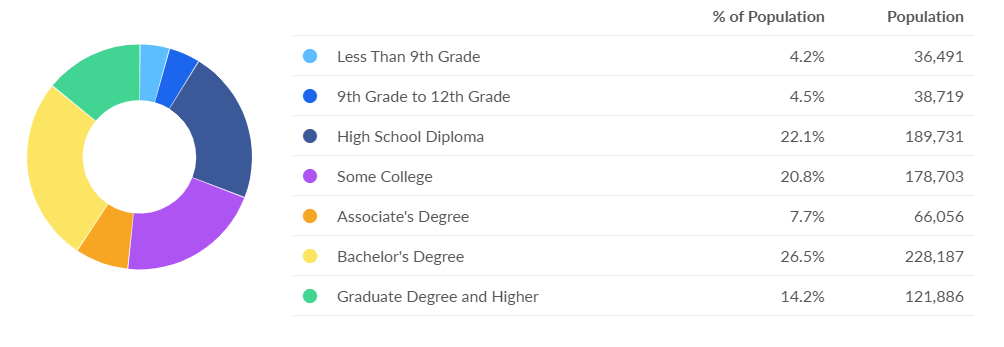 % of Population Population
Less Than 9th Grade 4.2% 36,491
9th Grade to 12th Grade 4.5% 38,719
High School Diploma 22.1% 189,731
Some College 20.8% 178,703
Associate's Degree 7.7% 66,056
Bachelor's Degree 26.5% 228,187
Graduate Degree and Higher 14.2% 121,886